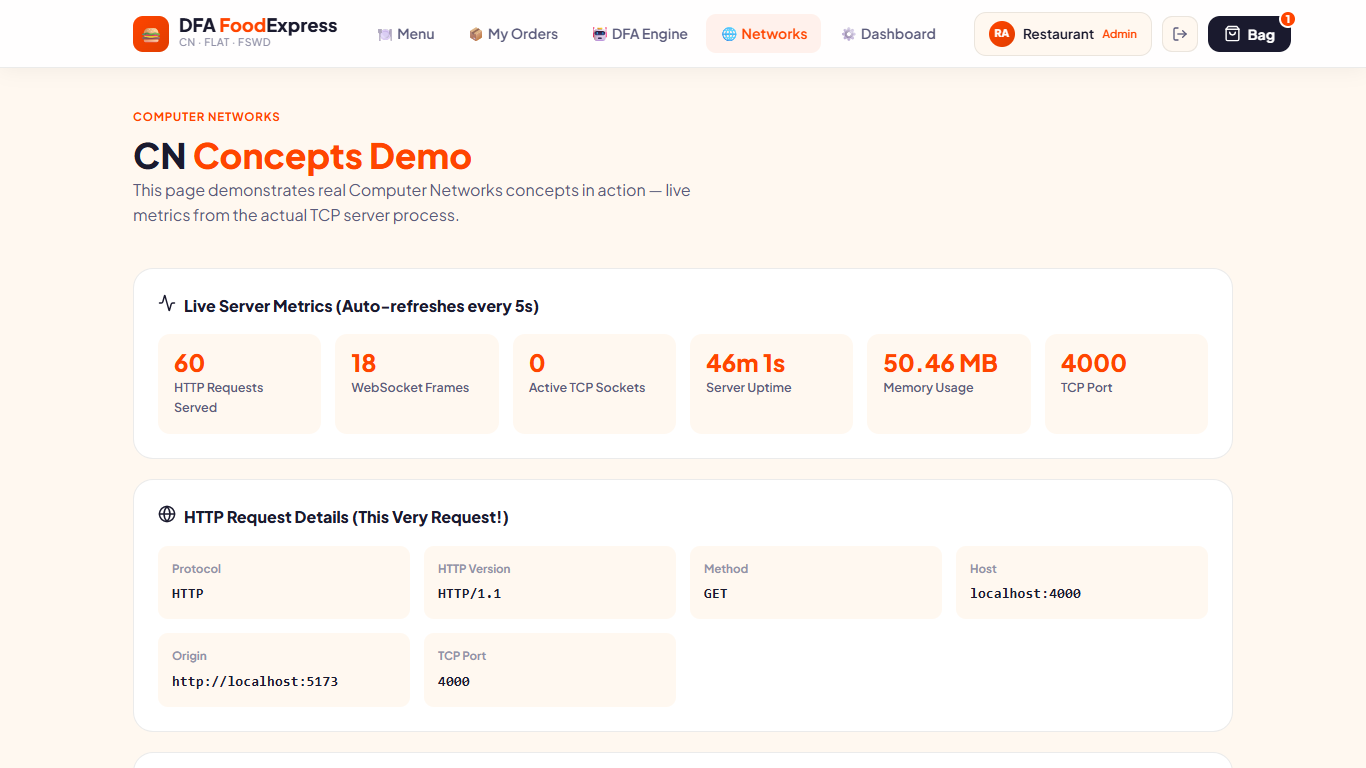 DFA FoodExpress
CN · FLAT · FSWD
Menu
My Orders
DFA Engine
Networks
Dashboard
RA
Restaurant Admin
Bag
1
COMPUTER NETWORKS
CN Concepts Demo
This page demonstrates real Computer Networks concepts in action — live
metrics from the actual TCP server process.
Live Server Metrics (Auto-refreshes every 5s)
60
HTTP Requests
Served
18
WebSocket Frames
0
Active TCP Sockets
46m 1s
Server Uptime
50.46 MB
Memory Usage
4000
TCP Port
HTTP Request Details (This Very Request!)
Protocol
HTTP
HTTP Version
HTTP/1.1
Method
GET
Host
localhost:4000
Origin
http://localhost:5173
TCP Port
4000